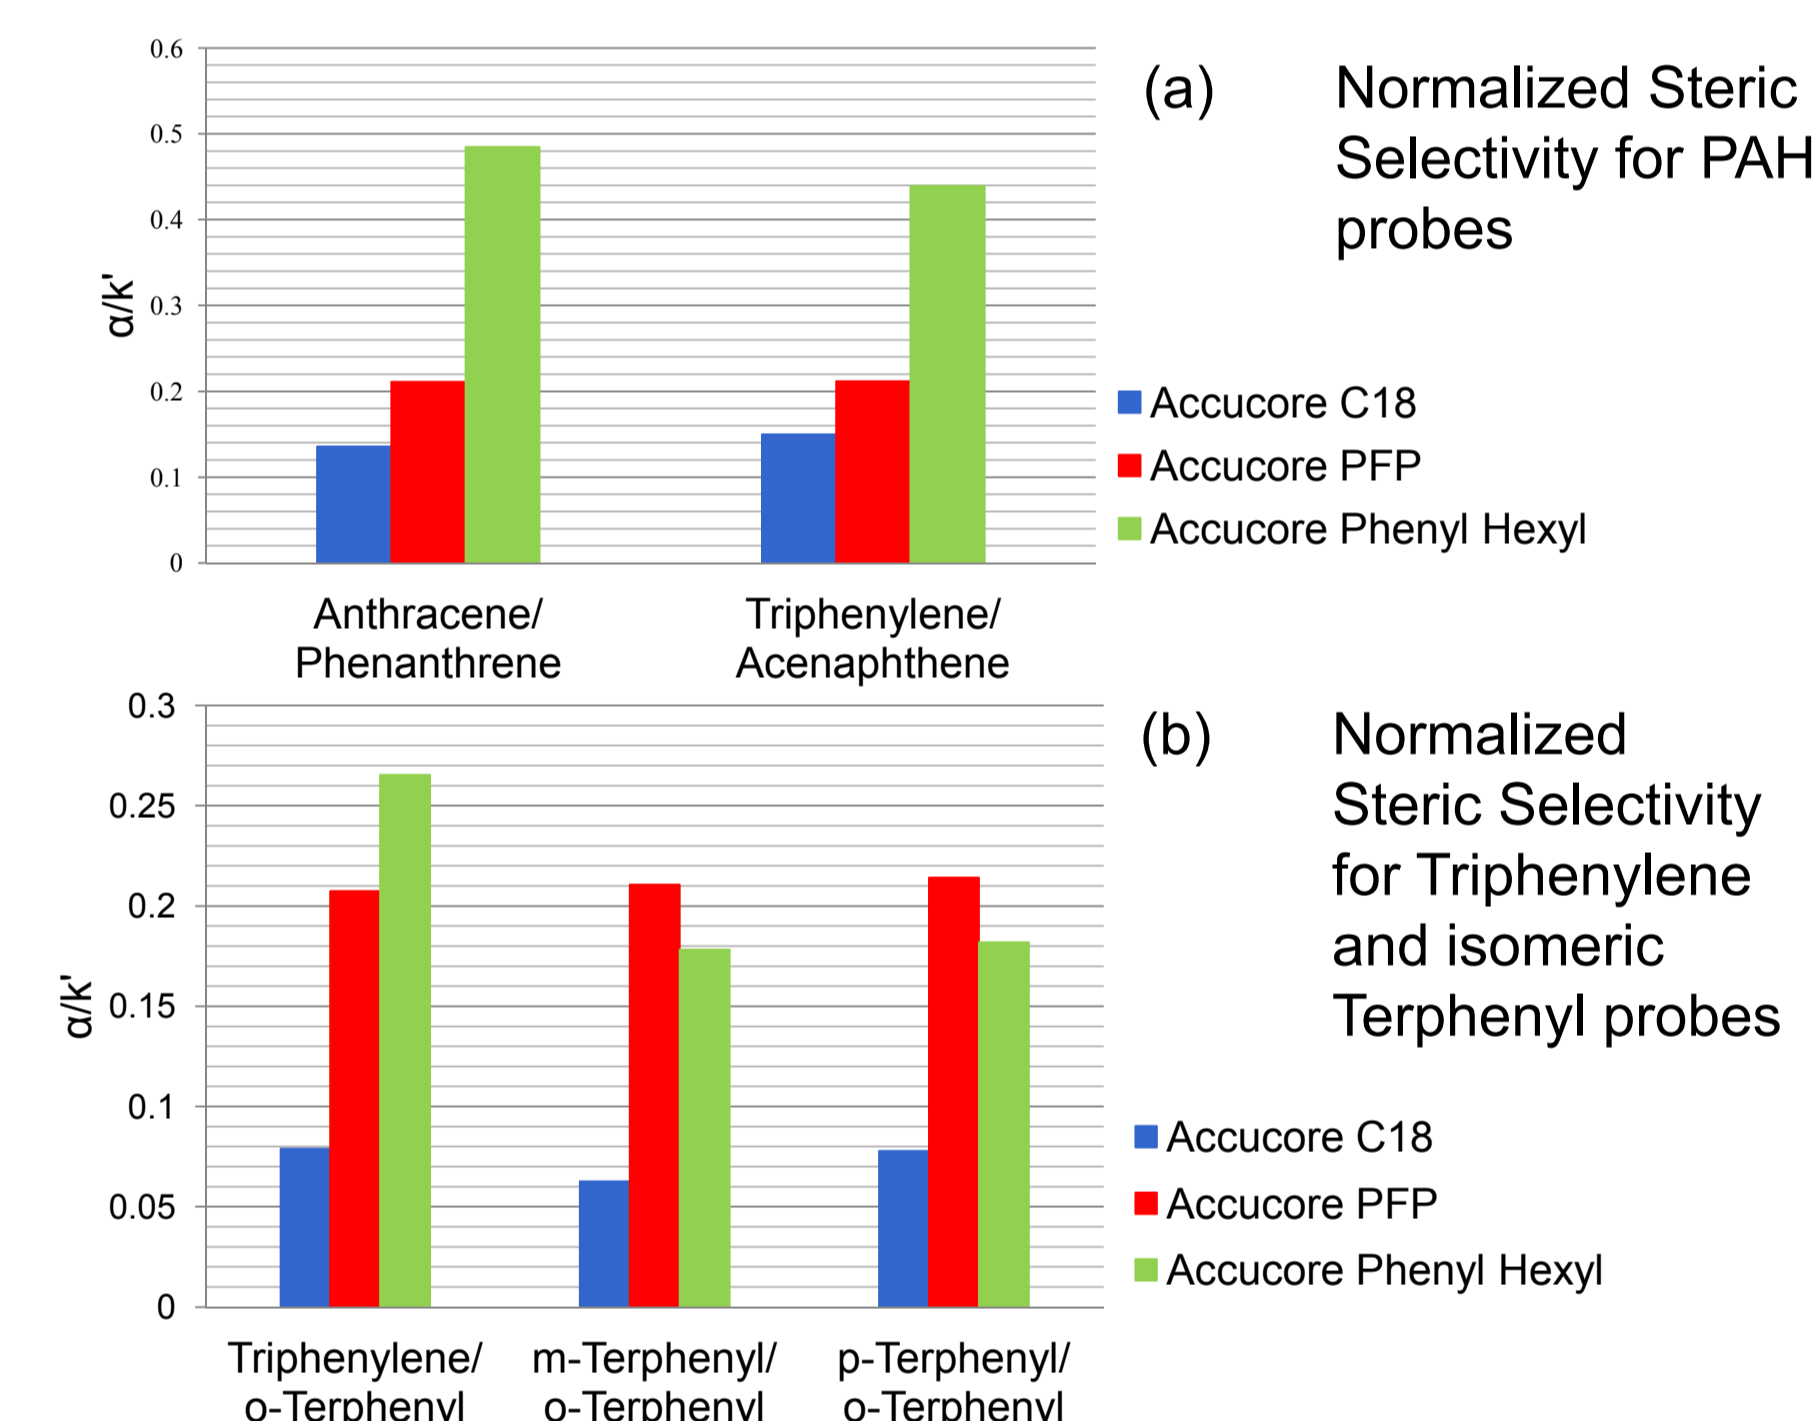 0.6
0.5
0.4
0.3
0.2
0.1
0
α/k'
Anthracene/
Phenanthrene
Triphenylene/
Acenaphthene
(a) Normalized Steric
Selectivity for PAH
probes
Accucore C18
Accucore PFP
Accucore Phenyl Hexyl
0.3
0.25
0.2
0.15
0.1
0.05
0
α/k'
Triphenylene/
o-Terphenyl
m-Terphenyl/
o-Terphenyl
p-Terphenyl/
o-Terphenyl
(b) Normalized
Steric Selectivity
for Triphenylene
and isomeric
Terphenyl probes
Accucore C18
Accucore PFP
Accucore Phenyl Hexyl